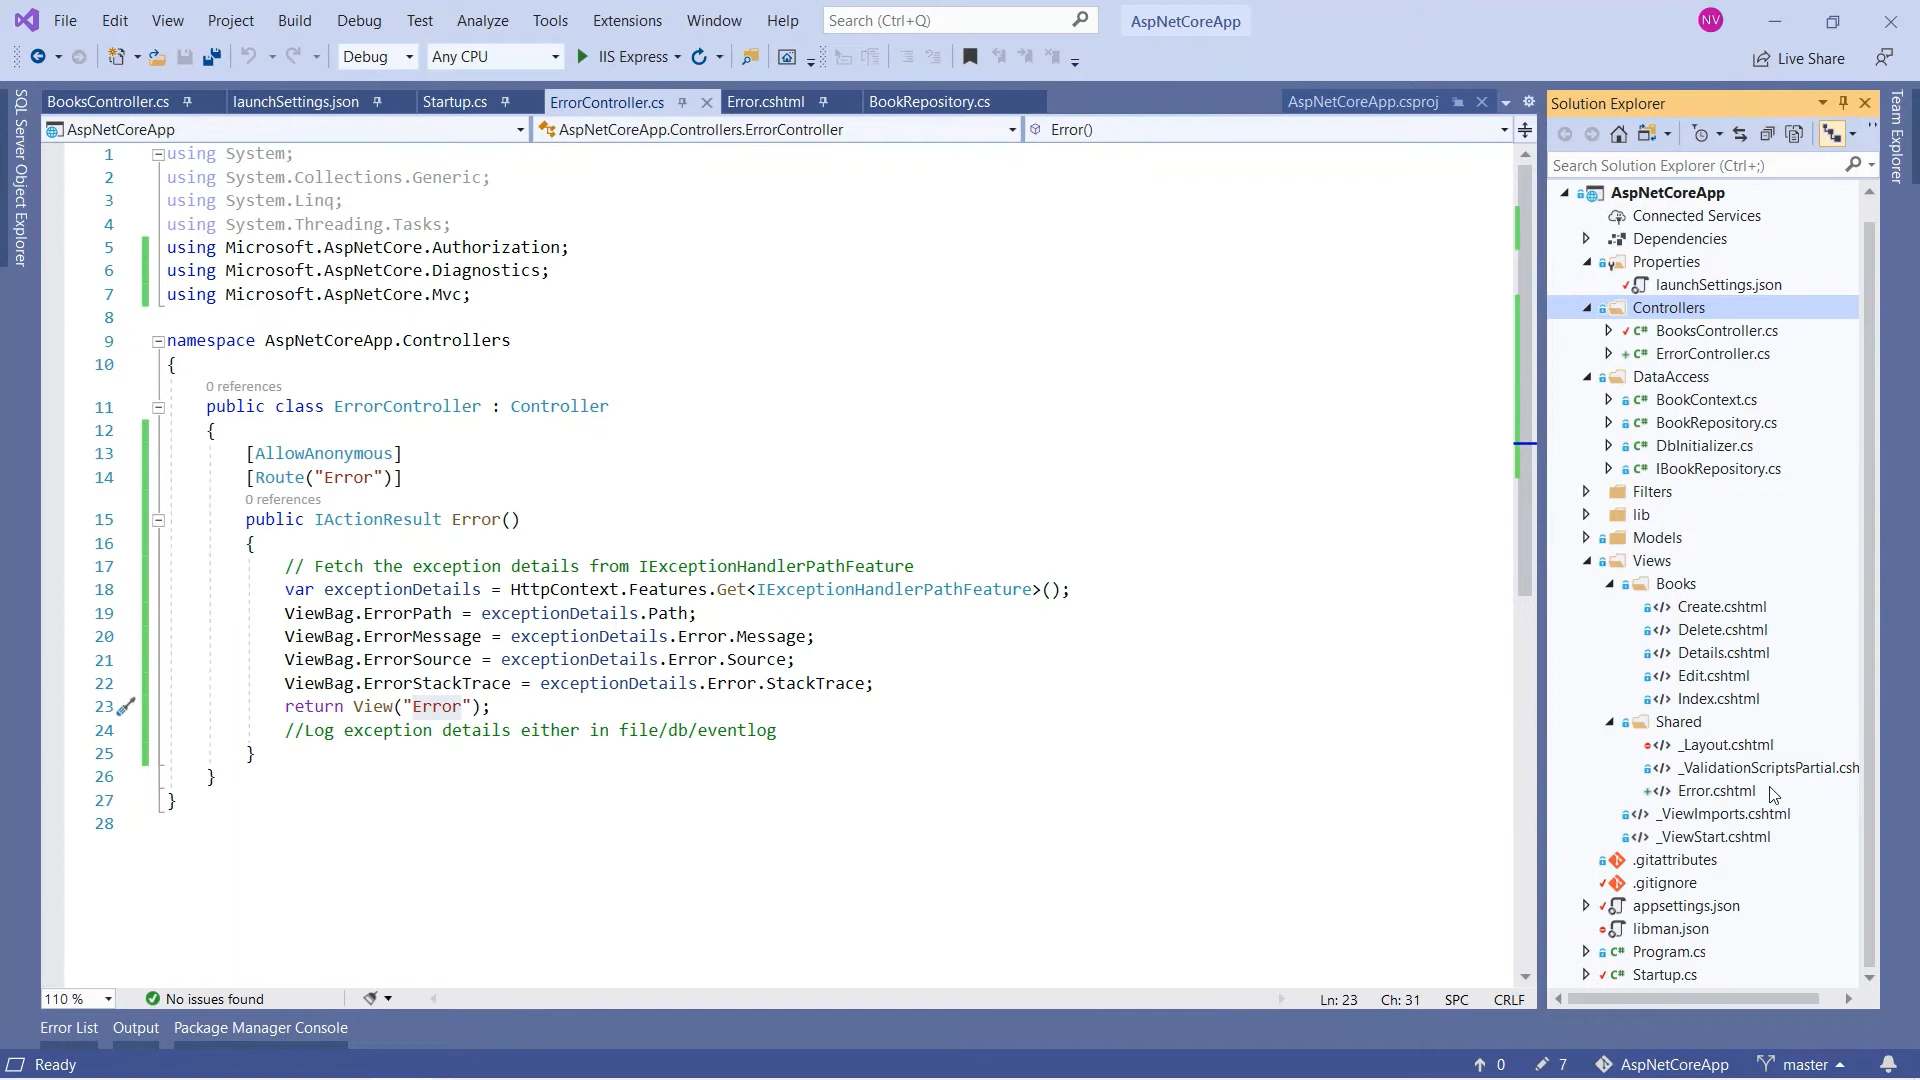 File Edit View Project Build Debug Test Analyze Tools Extensions Window Help Search (Ctrl+Q) AspNetCoreApp NV
Debug Any CPU IIS Express Live Share
SQL Server Object Explorer
BooksController.cs launchSettings.json Startup.cs ErrorController.cs Error.cshtml BookRepository.cs AspNetCoreApp.csproj
AspNetCoreApp AspNetCoreApp.Controllers.ErrorController Error()
1 using System;
2 using System.Collections.Generic;
3 using System.Linq;
4 using System.Threading.Tasks;
5 using Microsoft.AspNetCore.Authorization;
6 using Microsoft.AspNetCore.Diagnostics;
7 using Microsoft.AspNetCore.Mvc;
8
9 namespace AspNetCoreApp.Controllers
10 {
0 references
11 public class ErrorController : Controller
12 {
13 [AllowAnonymous]
14 [Route("Error")]
0 references
15 public IActionResult Error()
16 {
17 // Fetch the exception details from IExceptionHandlerPathFeature
18 var exceptionDetails = HttpContext.Features.Get<IExceptionHandlerPathFeature>();
19 ViewBag.ErrorPath = exceptionDetails.Path;
20 ViewBag.ErrorMessage = exceptionDetails.Error.Message;
21 ViewBag.ErrorSource = exceptionDetails.Error.Source;
22 ViewBag.ErrorStackTrace = exceptionDetails.Error.StackTrace;
23 return View("Error");
24 //Log exception details either in file/db/eventlog
25 }
26 }
27 }
28
110 % No issues found Ln: 23 Ch: 31 SPC CRLF
Solution Explorer
Search Solution Explorer (Ctrl+;)
AspNetCoreApp
Connected Services
Dependencies
Properties
launchSettings.json
Controllers
C# BooksController.cs
C# ErrorController.cs
DataAccess
C# BookContext.cs
C# BookRepository.cs
C# DbInitializer.cs
C# IBookRepository.cs
Filters
lib
Models
Views
Books
Create.cshtml
Delete.cshtml
Details.cshtml
Edit.cshtml
Index.cshtml
Shared
_Layout.cshtml
_ValidationScriptsPartial.csh
Error.cshtml
_ViewImports.cshtml
_ViewStart.cshtml
.gitattributes
.gitignore
appsettings.json
libman.json
C# Program.cs
C# Startup.cs
Team Explorer
Error List Output Package Manager Console
Ready 0 7 AspNetCoreApp master